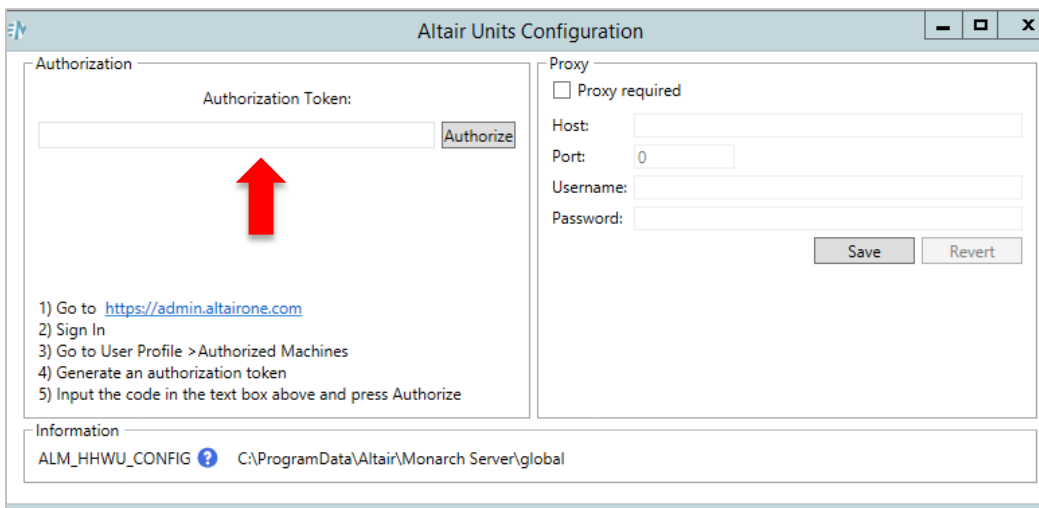 Altair Units Configuration
Authorization
Authorization Token:
Authorize
1) Go to https://admin.altairone.com
2) Sign In
3) Go to User Profile >Authorized Machines
4) Generate an authorization token
5) Input the code in the text box above and press Authorize
Proxy
Proxy required
Host:
Port: 0
Username:
Password:
Save Revert
Information
ALM_HHWU_CONFIG ? C:\ProgramData\Altair\Monarch Server\global